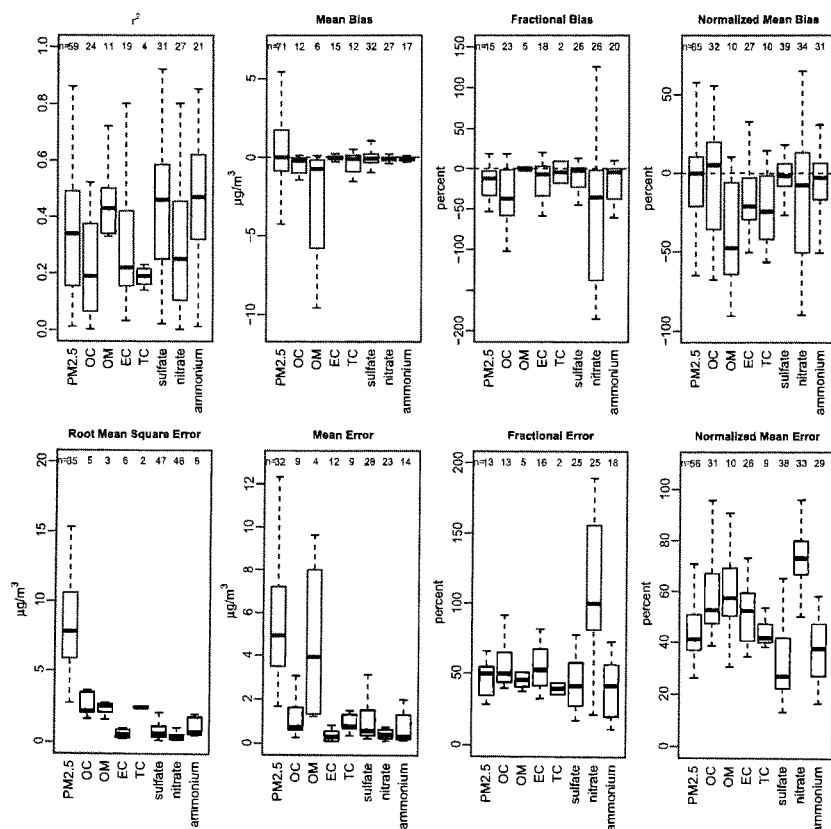 r²
n=59 24 11 19 4 31 27 21
1.0
0.8
0.6
0.4
0.2
0.0
PM2.5 OC OM EC TC sulfate nitrate ammonium
Mean Bias
n=71 12 6 15 12 32 27 17
µg/m³
5
0
−5
−10
PM2.5 OC OM EC TC sulfate nitrate ammonium
Fractional Bias
n=15 23 5 18 2 25 26 20
percent
150
100
50
0
−50
−100
−200
PM2.5 OC OM EC TC sulfate nitrate ammonium
Normalized Mean Bias
n=65 32 10 27 10 39 34 31
percent
50
0
−50
−100
PM2.5 OC OM EC TC sulfate nitrate ammonium
Root Mean Square Error
n=35 5 3 6 2 47 46 6
µg/m³
20
15
10
5
0
PM2.5 OC OM EC TC sulfate nitrate ammonium
Mean Error
n=32 9 4 12 9 28 23 14
µg/m³
12
10
8
6
4
2
0
PM2.5 OC OM EC TC sulfate nitrate ammonium
Fractional Error
n=13 13 5 16 2 25 25 18
percent
200
150
100
50
0
PM2.5 OC OM EC TC sulfate nitrate ammonium
Normalized Mean Error
n=56 31 10 26 9 38 33 29
percent
100
80
60
40
20
0
PM2.5 OC OM EC TC sulfate nitrate ammonium